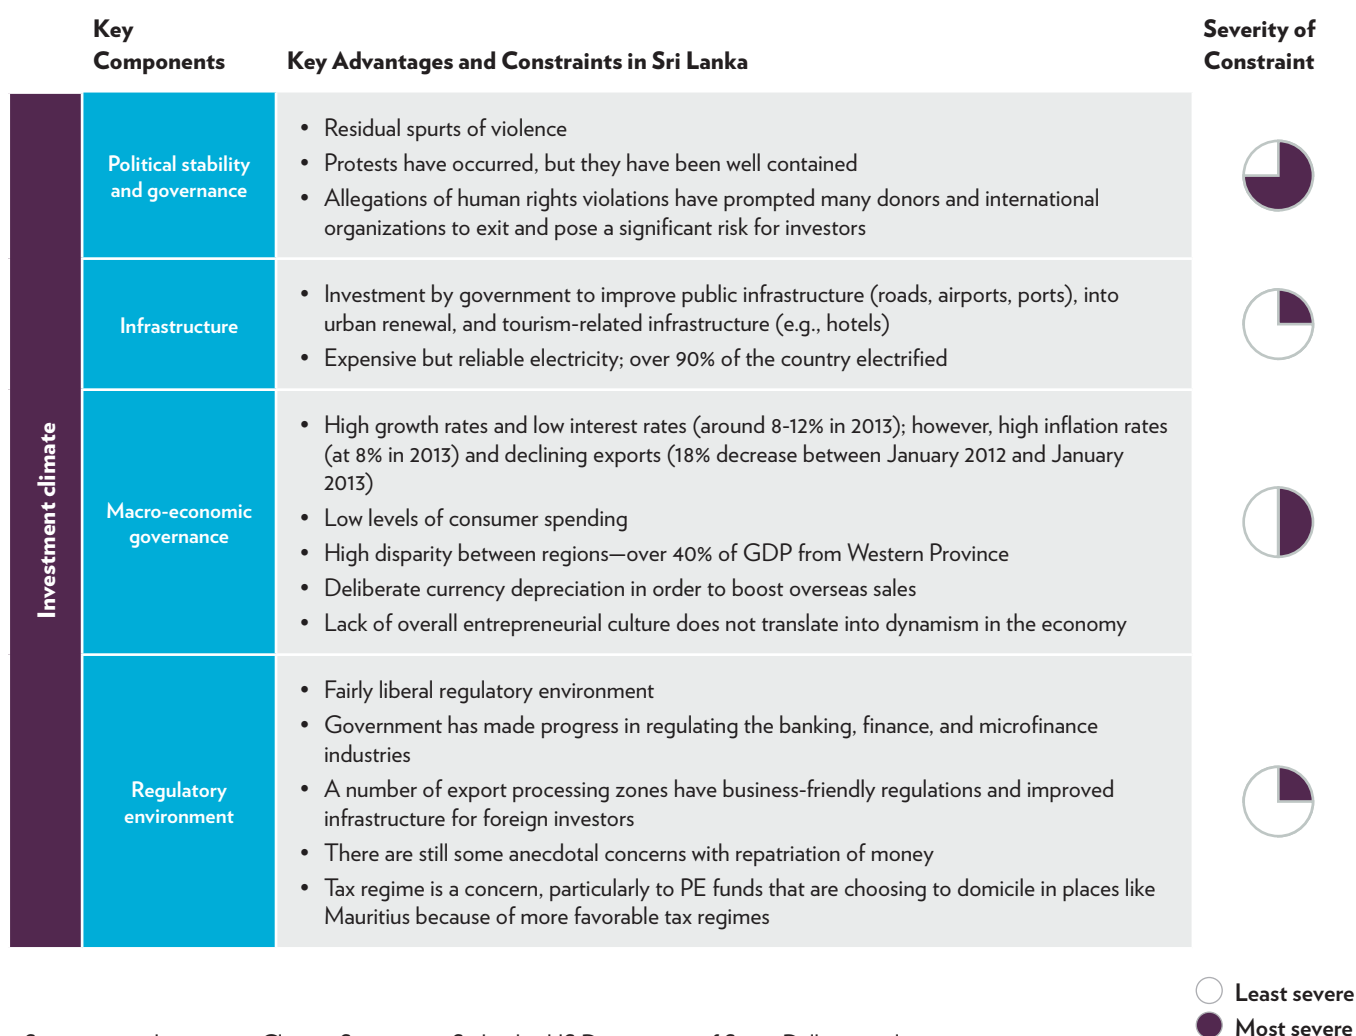 Key
Components
Key Advantages and Constraints in Sri Lanka
Severity of
Constraint
Investment climate
Political stability
and governance
• Residual spurts of violence
• Protests have occurred, but they have been well contained
• Allegations of human rights violations have prompted many donors and international
organizations to exit and pose a significant risk for investors
Infrastructure
• Investment by government to improve public infrastructure (roads, airports, ports), into
urban renewal, and tourism-related infrastructure (e.g., hotels)
• Expensive but reliable electricity; over 90% of the country electrified
Macro-economic
governance
• High growth rates and low interest rates (around 8-12% in 2013); however, high inflation rates
(at 8% in 2013) and declining exports (18% decrease between January 2012 and January
2013)
• Low levels of consumer spending
• High disparity between regions—over 40% of GDP from Western Province
• Deliberate currency depreciation in order to boost overseas sales
• Lack of overall entrepreneurial culture does not translate into dynamism in the economy
Regulatory
environment
• Fairly liberal regulatory environment
• Government has made progress in regulating the banking, finance, and microfinance
industries
• A number of export processing zones have business-friendly regulations and improved
infrastructure for foreign investors
• There are still some anecdotal concerns with repatriation of money
• Tax regime is a concern, particularly to PE funds that are choosing to domicile in places like
Mauritius because of more favorable tax regimes
Least severe
Most severe